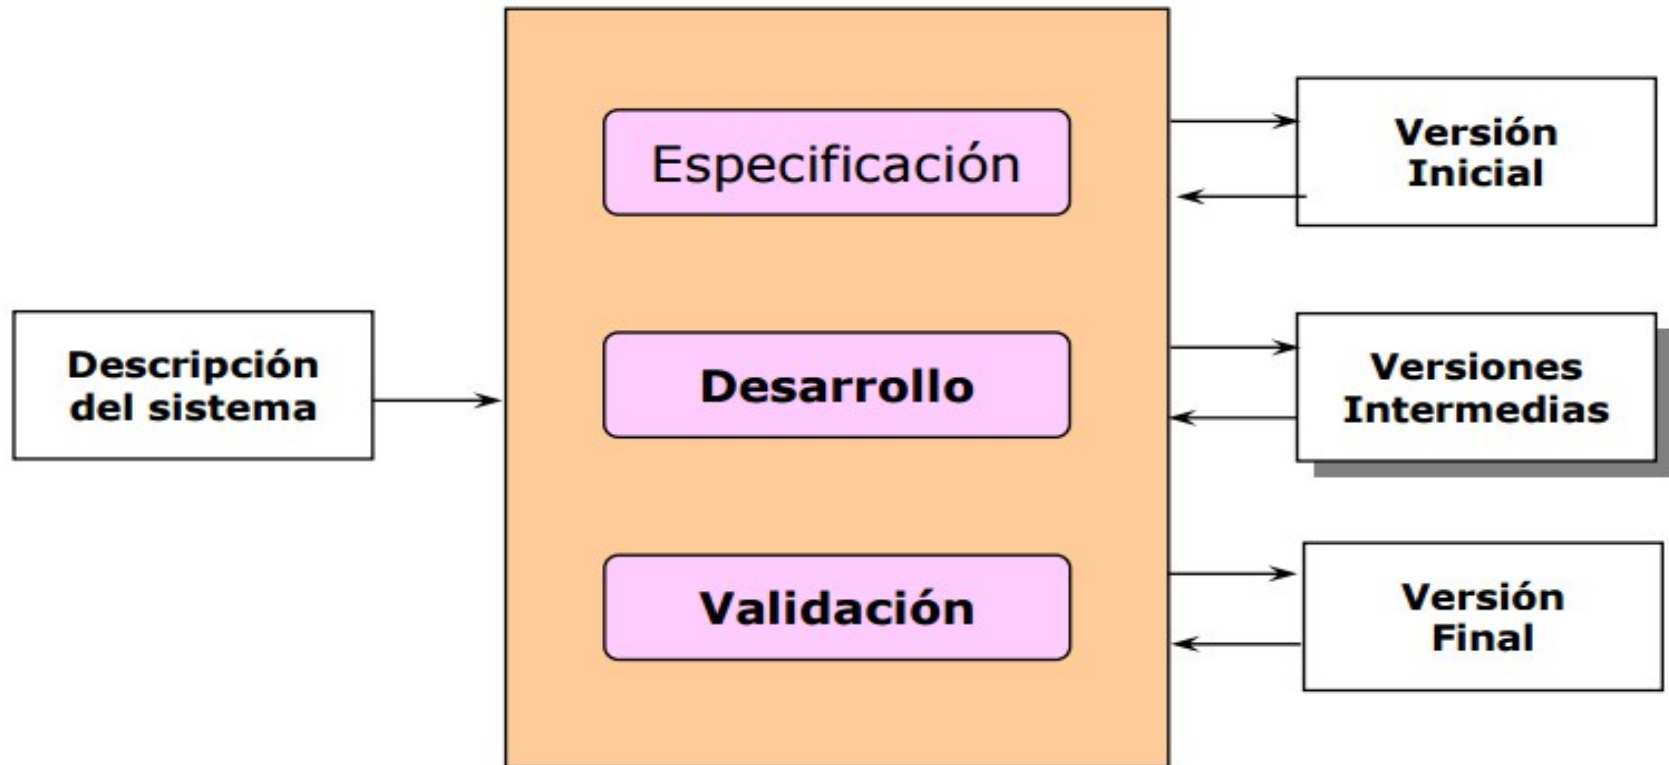 Especificación
Versión
Inicial
Descripción
del sistema
Desarrollo
Versiones
Intermedias
Validación
Versión
Final